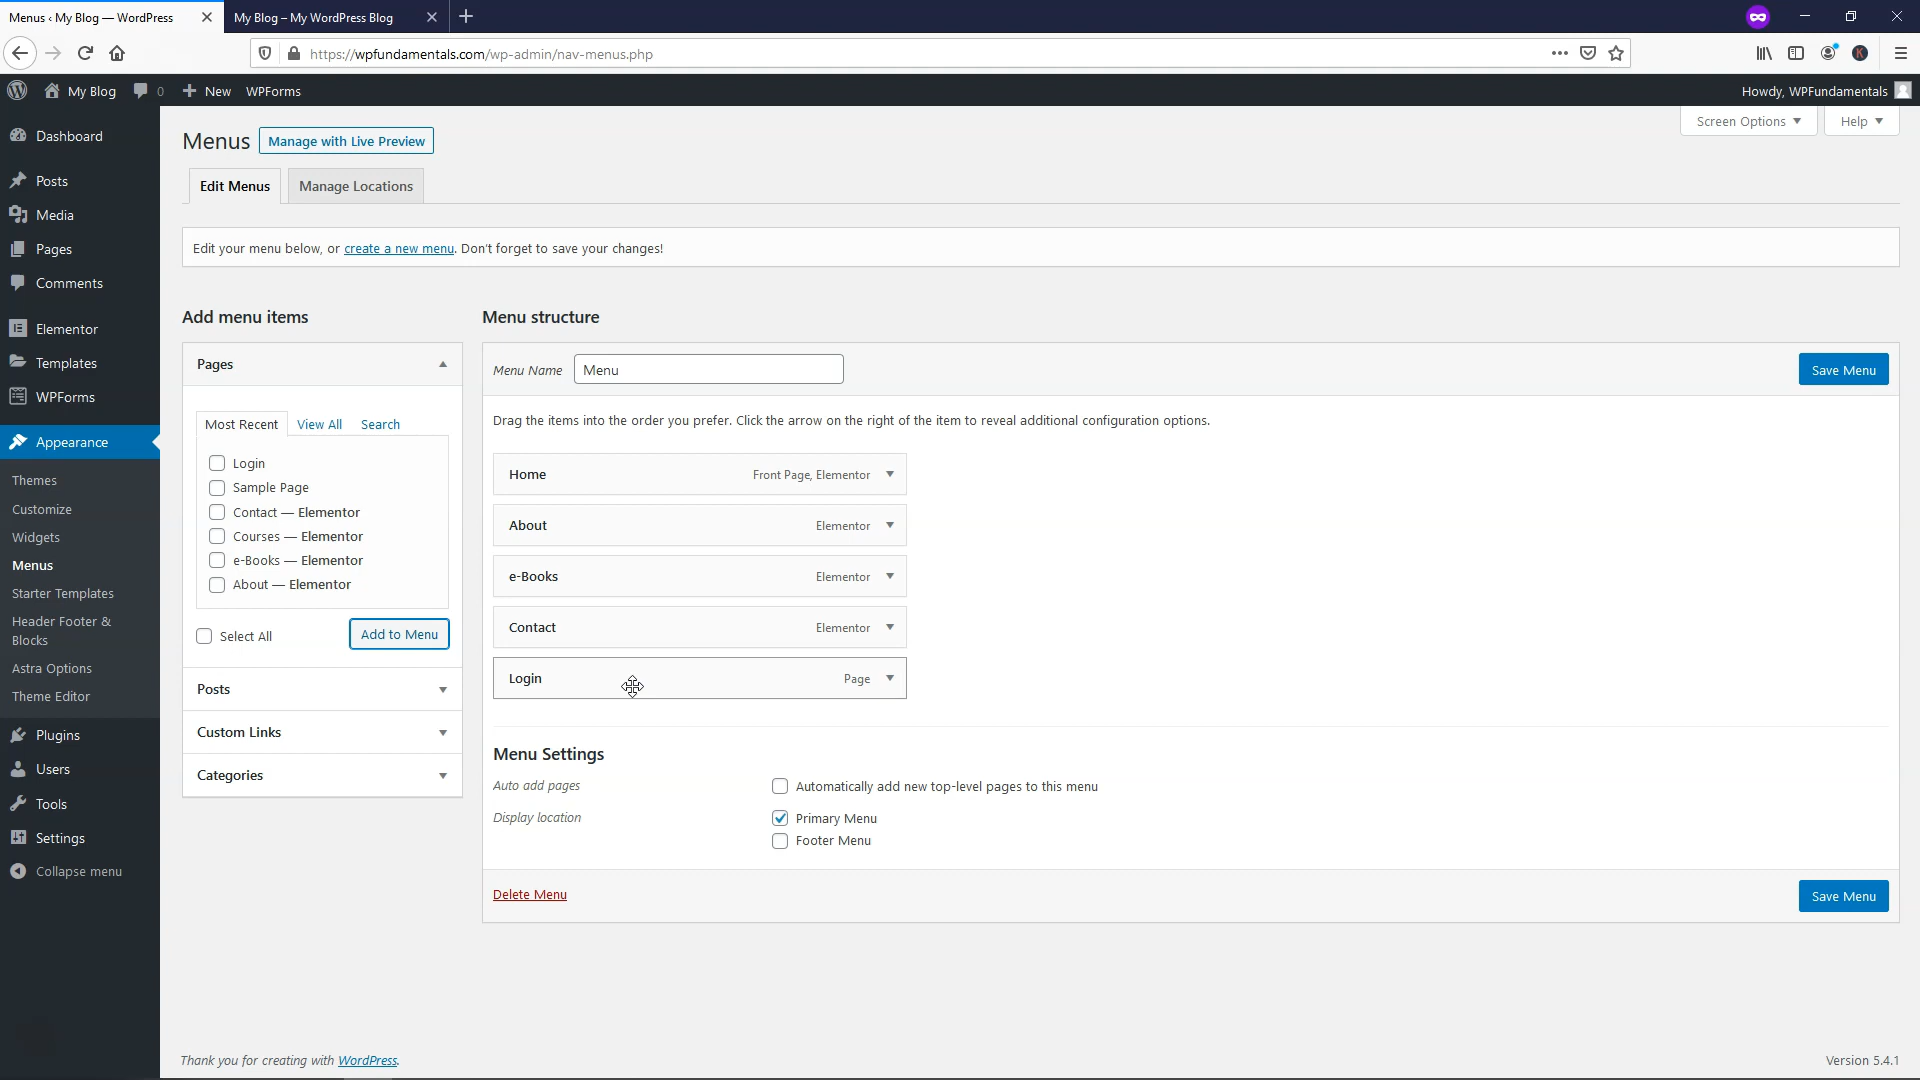 Menus ‹ My Blog — WordPress
My Blog – My WordPress Blog
https://wpfundamentals.com/wp-admin/nav-menus.php
My Blog
0
New
WPForms
Howdy, WPFundamentals
Dashboard
Posts
Media
Pages
Comments
Elementor
Templates
WPForms
Appearance
Themes
Customize
Widgets
Menus
Starter Templates
Header Footer &
Blocks
Astra Options
Theme Editor
Plugins
Users
Tools
Settings
Collapse menu
Screen Options
Help
Menus
Manage with Live Preview
Edit Menus
Manage Locations
Edit your menu below, or create a new menu. Don't forget to save your changes!
Add menu items
Pages
Most Recent
View All
Search
Login
Sample Page
Contact — Elementor
Courses — Elementor
e-Books — Elementor
About — Elementor
Select All
Add to Menu
Posts
Custom Links
Categories
Menu structure
Menu Name
Menu
Save Menu
Drag the items into the order you prefer. Click the arrow on the right of the item to reveal additional configuration options.
Home
Front Page, Elementor
About
Elementor
e-Books
Elementor
Contact
Elementor
Login
Page
Menu Settings
Auto add pages
Automatically add new top-level pages to this menu
Display location
Primary Menu
Footer Menu
Delete Menu
Save Menu
Thank you for creating with WordPress.
Version 5.4.1